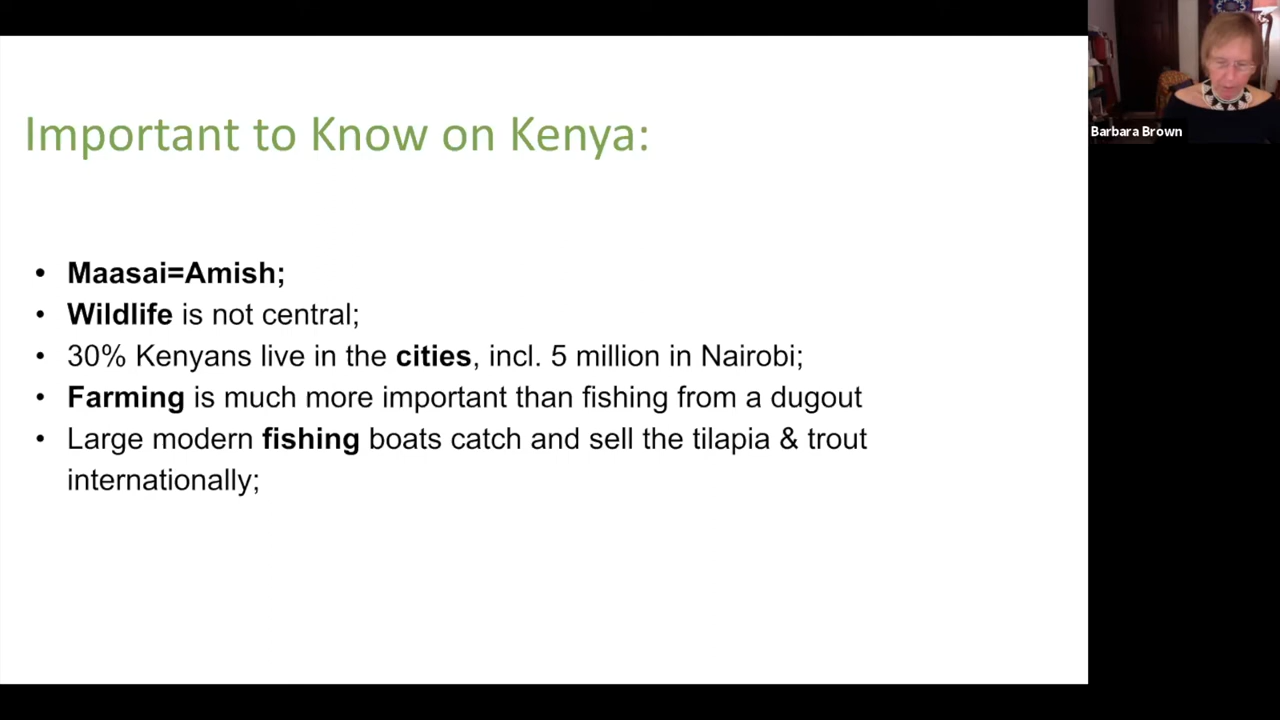 Important to Know on Kenya:
• Maasai=Amish;
• Wildlife is not central;
• 30% Kenyans live in the cities, incl. 5 million in Nairobi;
• Farming is much more important than fishing from a dugout
• Large modern fishing boats catch and sell the tilapia & trout
internationally;
Barbara Brown